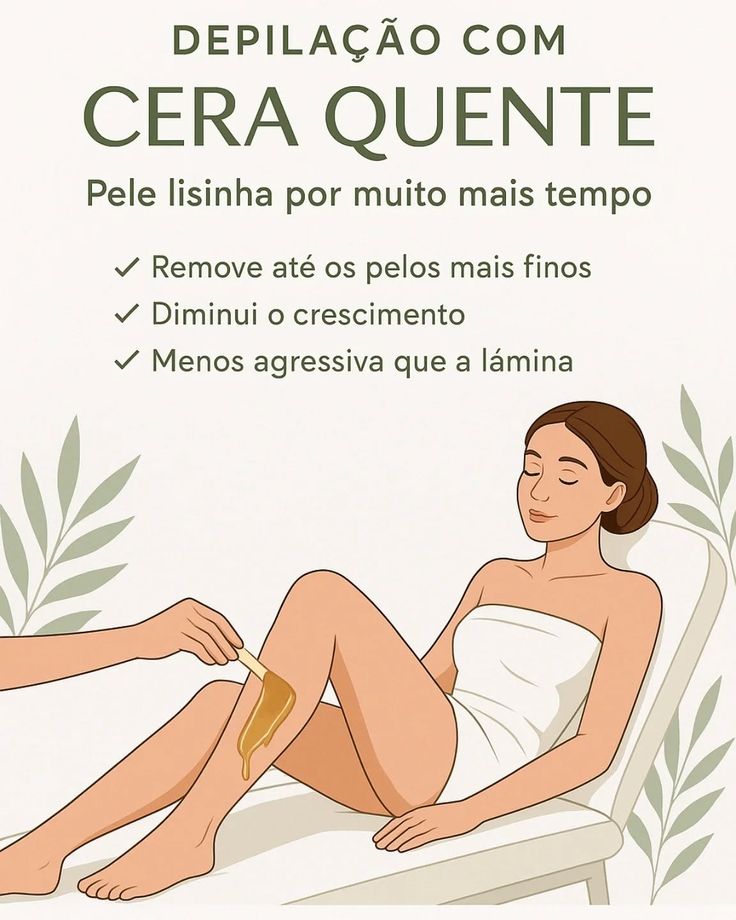 DEPILAÇÃO COM
CERA QUENTE
Pele lisinha por muito mais tempo
✓ Remove até os pelos mais finos
✓ Diminui o crescimento
✓ Menos agressiva que a lámina